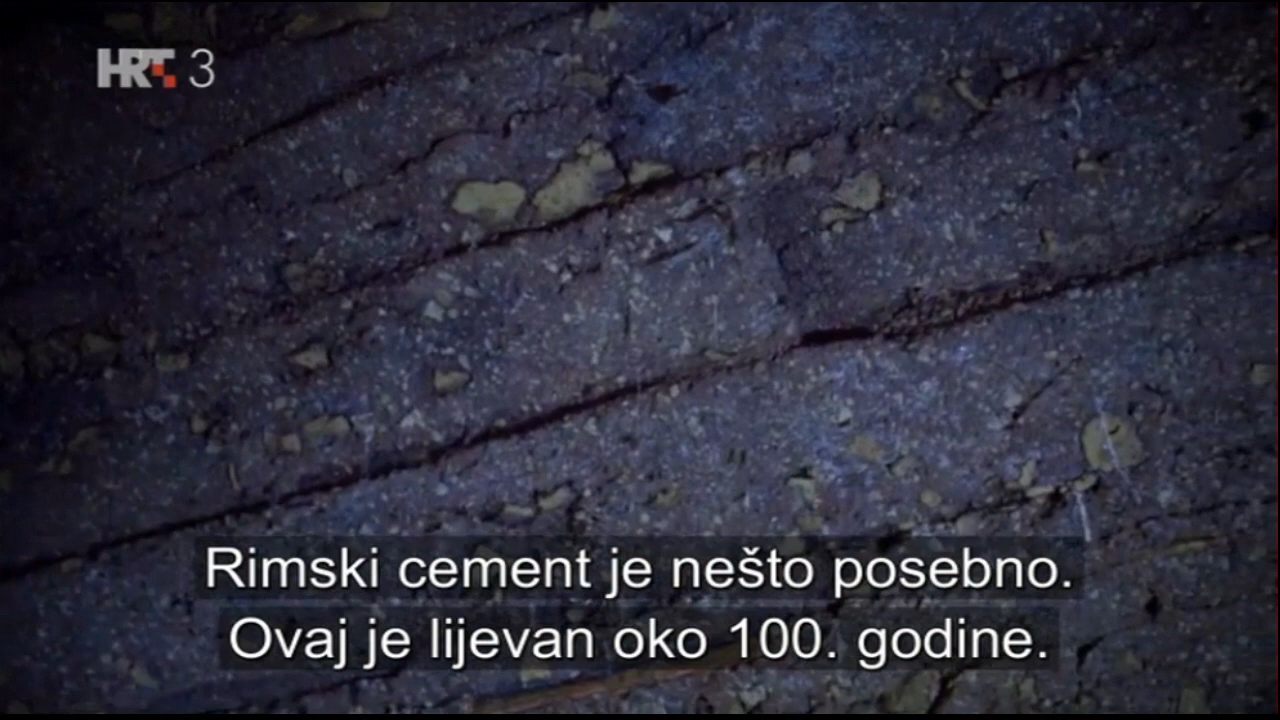 HRT 3
Rimski cement je nešto posebno.
Ovaj je lijevan oko 100. godine.